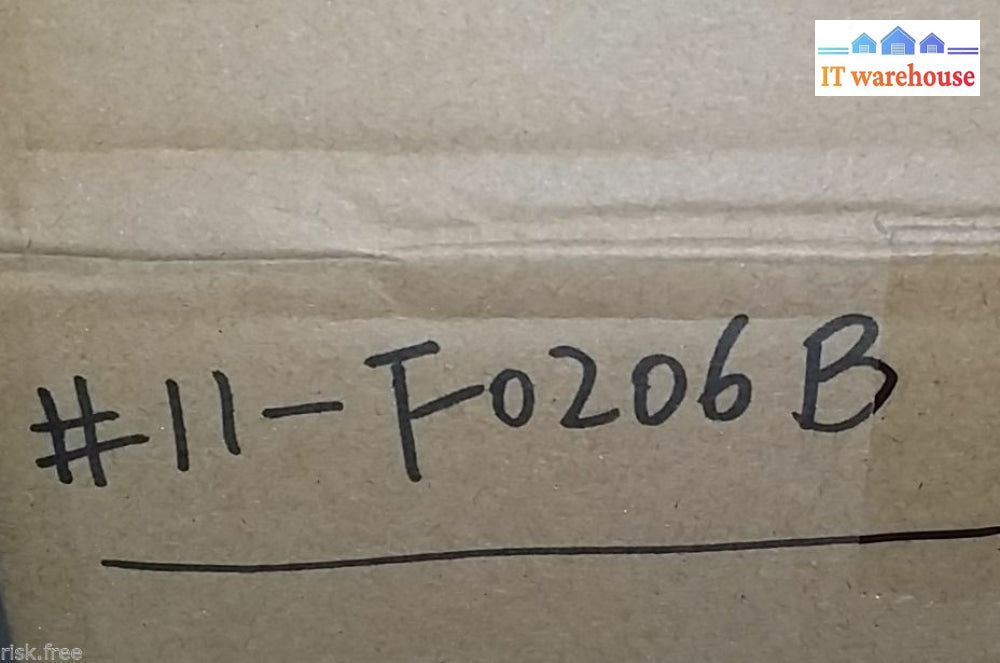 IT warehouse
#11-F0206B
risk.free